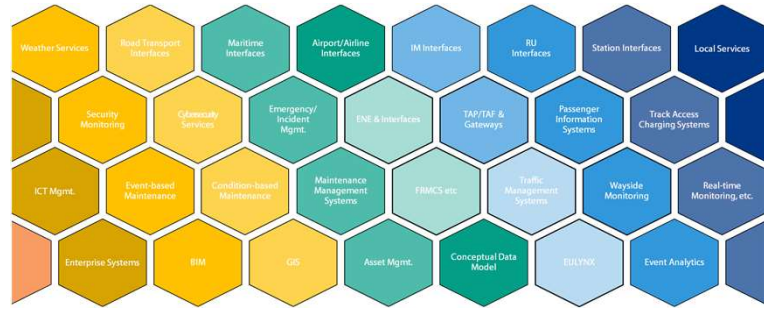 Weather Services
Road Transport
Interfaces
Maritime
Interfaces
Airport/Airline
Interfaces
IM Interfaces
RU
Interfaces
Station Interfaces
Local Services
Security
Monitoring
Cybersecuity
Services
Emergency/
Incident
Mgmt.
ENE & Interfaces
TAP/TAF &
Gateways
Passenger
Information
Systems
Track Access
Charging Systems
ICT Mgmt.
Event-based
Maintenance
Condition-based
Maintenance
Maintenance
Management
Systems
FRMCS etc
Traffic
Management
Systems
Wayside
Monitoring
Real-time
Monitoring, etc.
Enterprise Systems
BIM
GIS
Asset Mgmt.
Conceptual Data
Model
EULYNX
Event Analytics